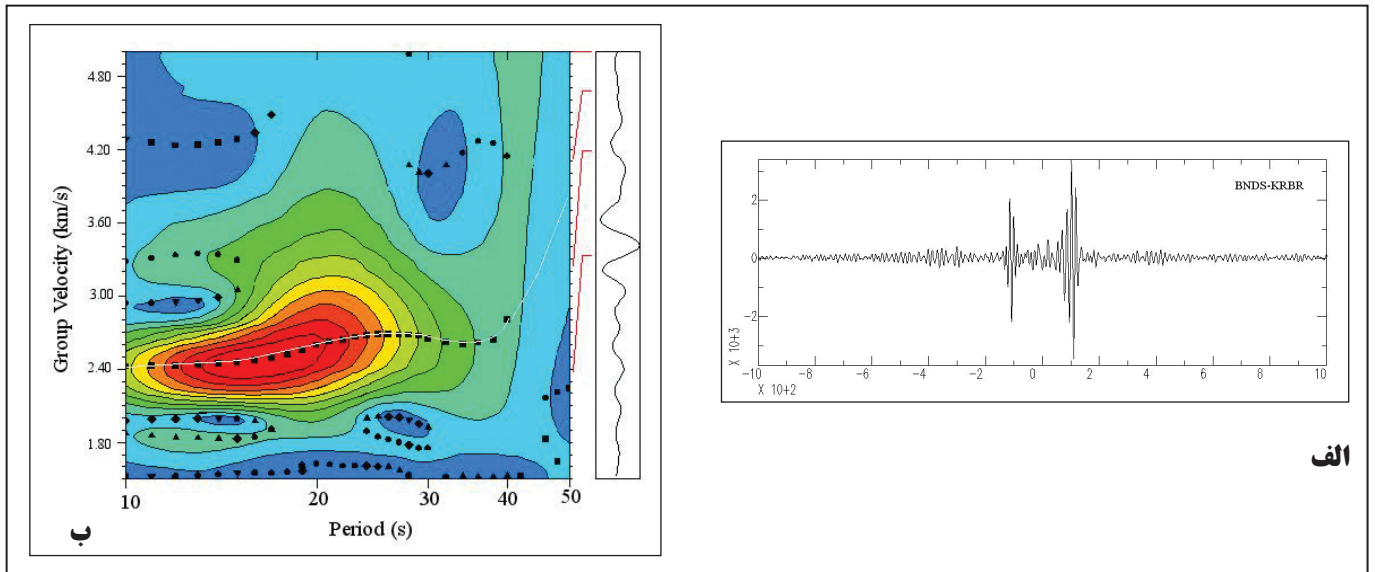 4.80
4.20
3.60
3.00
2.40
1.80
Group Velocity (km/s)
10 20 30 40 50
Period (s)
ب
BNDS-KRBR
2
0
-2
X 10+3
-10 -8 -6 -4 -2 0 2 4 6 8 10
X 10+2
الف